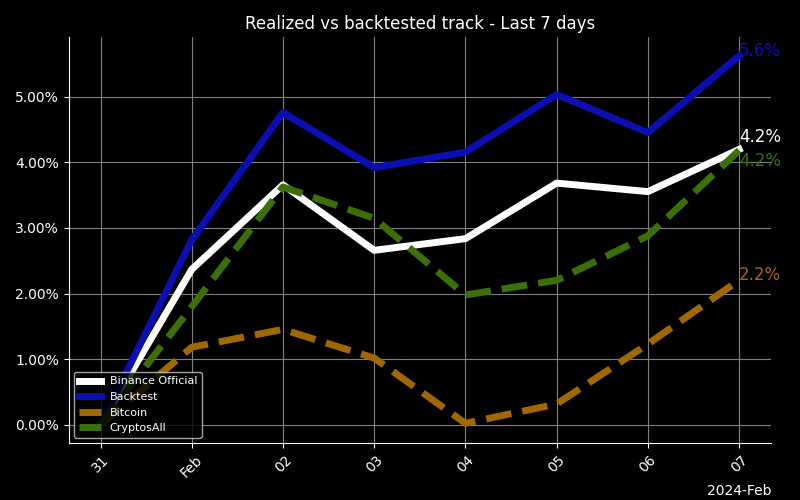 Realized vs backtested track - Last 7 days
5.6%
5.00%
4.2%
4.00%
4.2%
3.00%
2.2%
2.00%
1.00%
0.00%
Binance Official
Backtest
Bitcoin
CryptosAll
31
Feb
02
03
04
05
06
07
2024-Feb